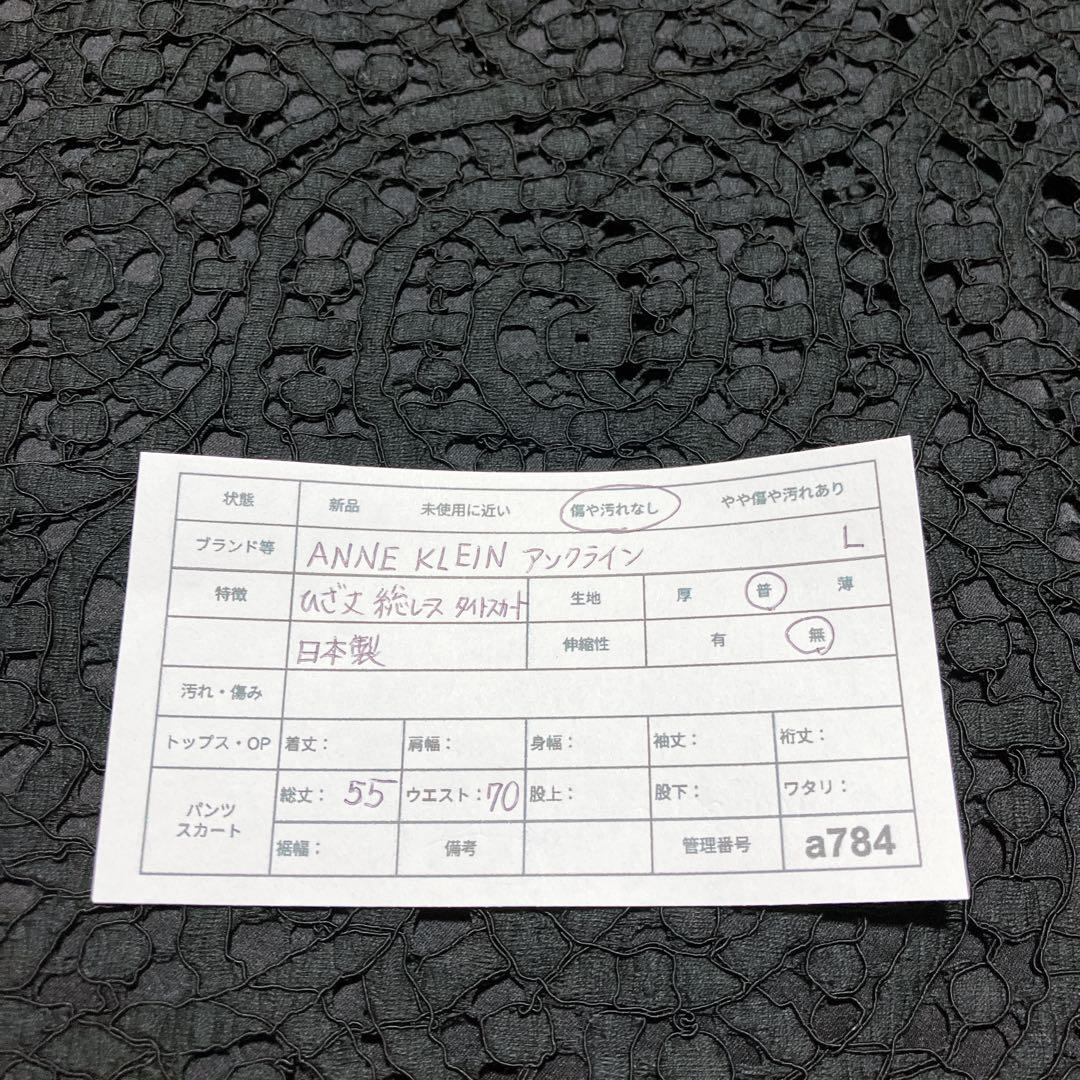 状態 新品 未使用に近い 傷や汚れなし やや傷や汚れあり
ブランド等 ANNE KLEIN アンクライン L
特徴 ひざ丈 総レース タイトスカート 生地 厚 普 薄
日本製 伸縮性 有 無
汚れ・傷み
トップス・OP 着丈: 肩幅: 身幅: 袖丈: 裄丈:
パンツ スカート 総丈: 55 ウエスト: 70 股上: 股下: ワタリ:
裾幅: 備考 管理番号 a784